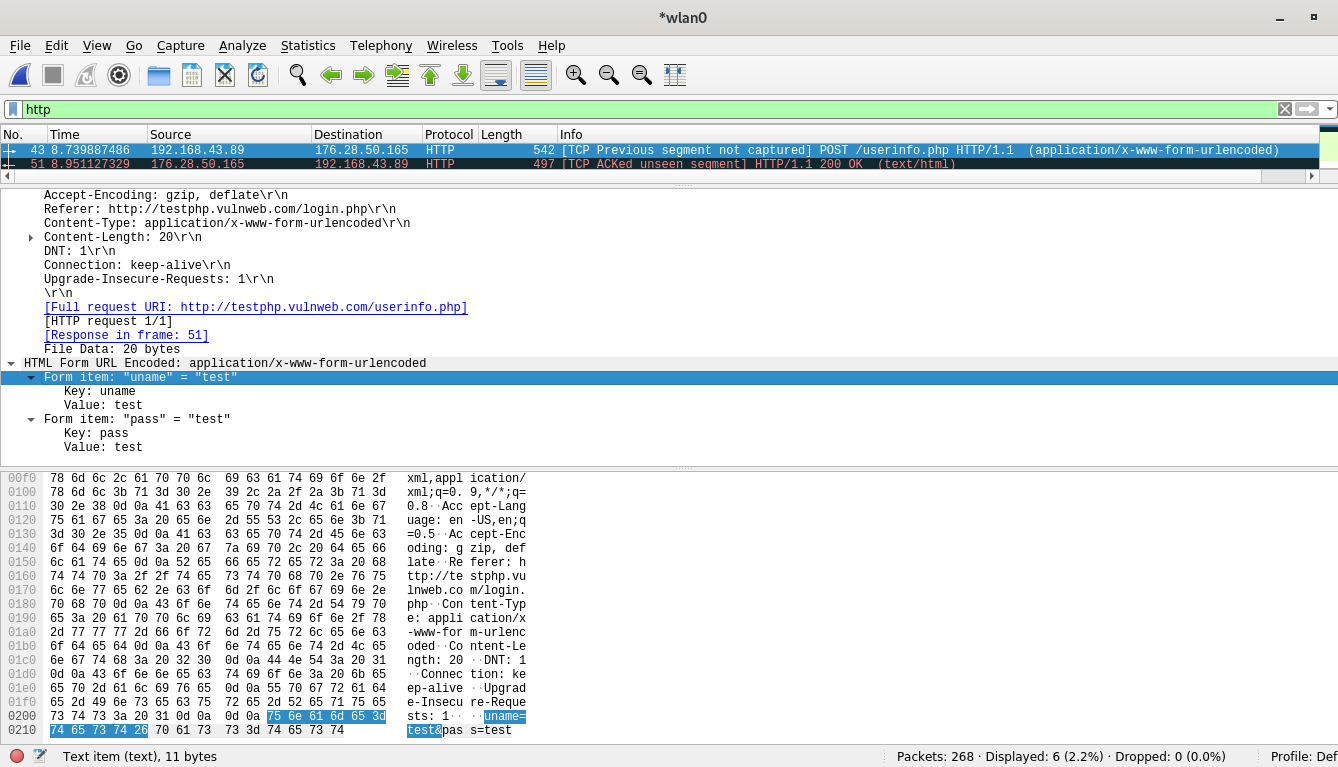 *wlan0
File Edit View Go Capture Analyze Statistics Telephony Wireless Tools Help
http
No. Time Source Destination Protocol Length Info
43 8.739887486 192.168.43.89 176.28.50.165 HTTP 542 [TCP Previous segment not captured] POST /userinfo.php HTTP/1.1  (application/x-www-form-urlencoded)
51 8.951127329 176.28.50.165 192.168.43.89 HTTP 497 [TCP ACKed unseen segment] HTTP/1.1 200 OK  (text/html)
Accept-Encoding: gzip, deflate\r\n
Referer: http://testphp.vulnweb.com/login.php\r\n
Content-Type: application/x-www-form-urlencoded\r\n
Content-Length: 20\r\n
DNT: 1\r\n
Connection: keep-alive\r\n
Upgrade-Insecure-Requests: 1\r\n
\r\n
[Full request URI: http://testphp.vulnweb.com/userinfo.php]
[HTTP request 1/1]
[Response in frame: 51]
File Data: 20 bytes
HTML Form URL Encoded: application/x-www-form-urlencoded
Form item: "uname" = "test"
Key: uname
Value: test
Form item: "pass" = "test"
Key: pass
Value: test
00f0 78 6d 6c 2c 61 70 70 6c 69 63 61 74 69 6f 6e 2f xml,appl ication/
0100 78 6d 6c 3b 71 3d 30 2e 39 2c 2a 2f 2a 3b 71 3d xml;q=0. 9,*/*;q=
0110 30 2e 38 0d 0a 41 63 63 65 70 74 2d 4c 61 6e 67 0.8··Acc ept-Lang
0120 75 61 67 65 3a 20 65 6e 2d 55 53 2c 65 6e 3b 71 uage: en -US,en;q
0130 3d 30 2e 35 0d 0a 41 63 63 65 70 74 2d 45 6e 63 =0.5··Ac cept-Enc
0140 6f 64 69 6e 67 3a 20 67 7a 69 70 2c 20 64 65 66 oding: g zip, def
0150 6c 61 74 65 0d 0a 52 65 66 65 72 65 72 3a 20 68 late··Re ferer: h
0160 74 74 70 3a 2f 2f 74 65 73 74 70 68 70 2e 76 75 ttp://te stphp.vu
0170 6c 6e 77 65 62 2e 63 6f 6d 2f 6c 6f 67 69 6e 2e lnweb.co m/login.
0180 70 68 70 0d 0a 43 6f 6e 74 65 6e 74 2d 54 79 70 php··Con tent-Typ
0190 65 3a 20 61 70 70 6c 69 63 61 74 69 6f 6e 2f 78 e: appli cation/x
01a0 2d 77 77 77 2d 66 6f 72 6d 2d 75 72 6c 65 6e 63 -www-for m-urlenc
01b0 6f 64 65 64 0d 0a 43 6f 6e 74 65 6e 74 2d 4c 65 oded··Co ntent-Le
01c0 6e 67 74 68 3a 20 32 30 0d 0a 44 4e 54 3a 20 31 ngth: 20 ··DNT: 1
01d0 0d 0a 43 6f 6e 6e 65 63 74 69 6f 6e 3a 20 6b 65 ··Connec tion: ke
01e0 65 70 2d 61 6c 69 76 65 0d 0a 55 70 67 72 61 64 ep-alive ··Upgrad
01f0 65 2d 49 6e 73 65 63 75 72 65 2d 52 65 71 75 65 e-Insecu re-Reque
0200 73 74 73 3a 20 31 0d 0a 0d 0a 75 6e 61 6d 65 3d sts: 1·· ··uname=
0210 74 65 73 74 26 70 61 73 73 3d 74 65 73 74 test&pas s=test
Text item (text), 11 bytes Packets: 268 · Displayed: 6 (2.2%) · Dropped: 0 (0.0%) Profile: Def